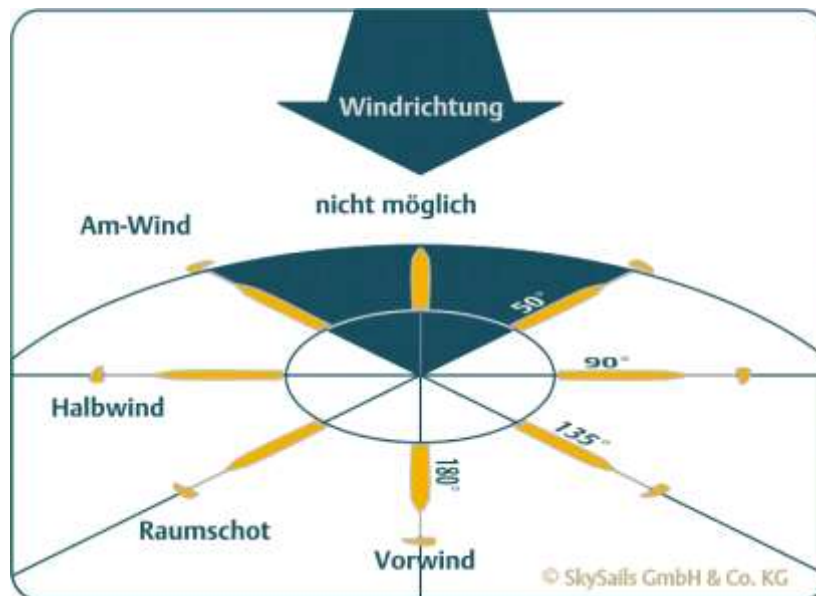 Windrichtung
nicht möglich
Am-Wind
50°
90°
Halbwind
135°
180°
Raumschot
Vorwind
© SkySails GmbH & Co. KG